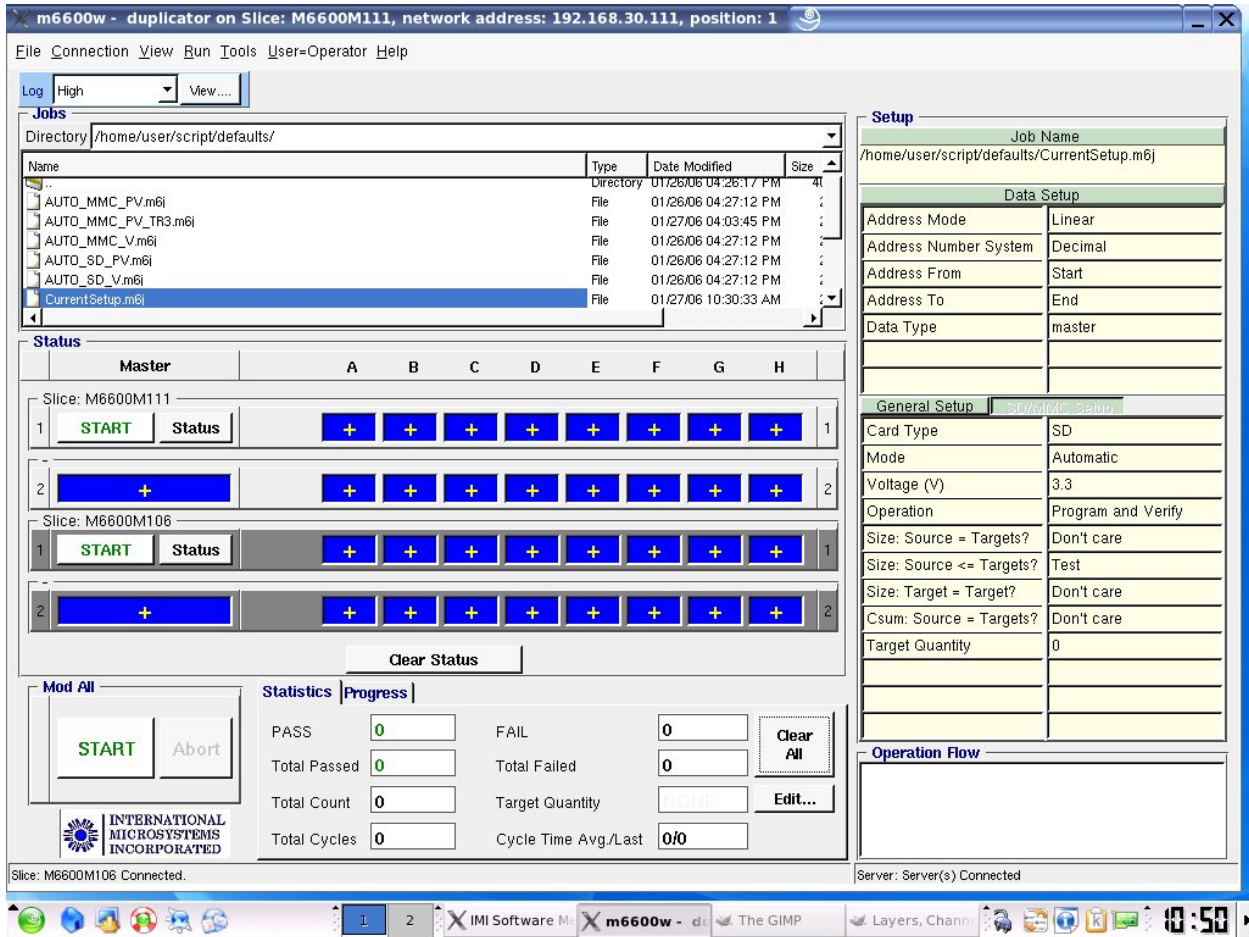 m6600w - duplicator on Slice: M6600M111, network address: 192.168.30.111, position: 1
File Connection View Run Tools User=Operator Help
Log High View....
Jobs
Directory /home/user/script/defaults/
Name Type Date Modified Size
.. Directory 01/26/06 04:26:17 PM
AUTO_MMC_PV.m6j File 01/26/06 04:27:12 PM
AUTO_MMC_PV_TR3.m6j File 01/27/06 04:03:45 PM
AUTO_MMC_V.m6j File 01/26/06 04:27:12 PM
AUTO_SD_PV.m6j File 01/26/06 04:27:12 PM
AUTO_SD_V.m6j File 01/26/06 04:27:12 PM
CurrentSetup.m6j File 01/27/06 10:30:33 AM
Status
Master A B C D E F G H
Slice: M6600M111
1 START Status + + + + + + + + 1
-
2 + + + + + + + + + 2
Slice: M6600M106
1 START Status + + + + + + + + 1
-
2 + + + + + + + + + 2
Clear Status
Mod All
START Abort
INTERNATIONAL
MICROSYSTEMS
INCORPORATED
Statistics Progress
PASS 0 FAIL 0
Clear
All
Total Passed 0 Total Failed 0
Total Count 0 Target Quantity NONE Edit...
Total Cycles 0 Cycle Time Avg./Last 0/0
Setup
Job Name
/home/user/script/defaults/CurrentSetup.m6j
Data Setup
Address Mode Linear
Address Number System Decimal
Address From Start
Address To End
Data Type master
General Setup SD/MMC Setup
Card Type SD
Mode Automatic
Voltage (V) 3.3
Operation Program and Verify
Size: Source = Targets? Don't care
Size: Source <= Targets? Test
Size: Target = Target? Don't care
Csum: Source = Targets? Don't care
Target Quantity 0
Operation Flow
Slice: M6600M106 Connected. Server: Server(s) Connected
1 2 IMI Software M m6600w - du The GIMP Layers, Chann 10:50